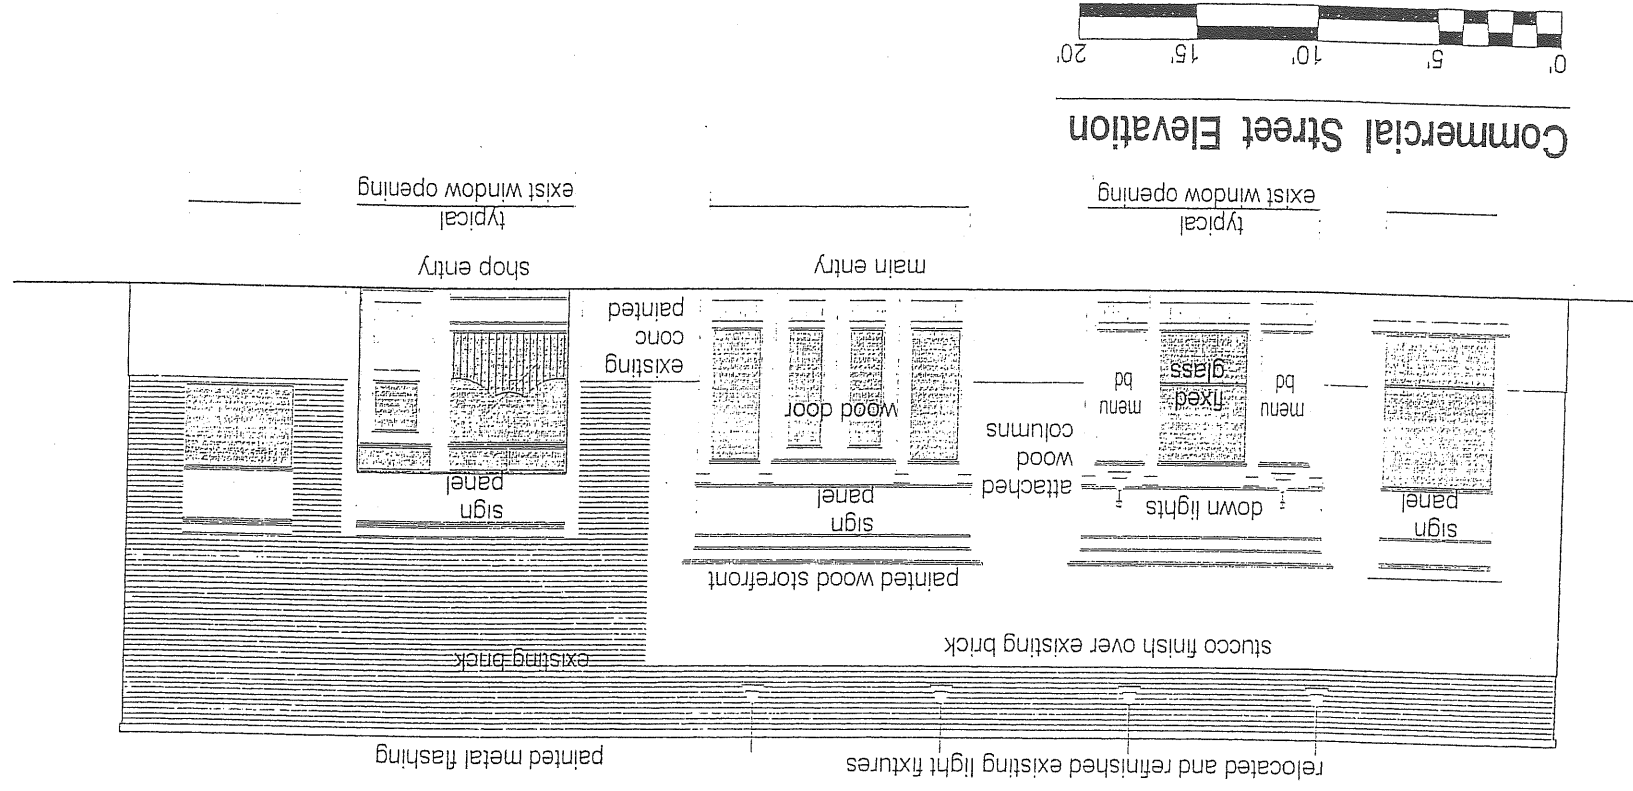 relocated and refinished existing light fixtures
painted metal flashing
stucco finish over existing brick
existing brick
painted wood storefront
sign
panel
down lights
sign
panel
sign
panel
attached
wood
columns
menu
bd
fixed
glass
menu
bd
wood door
existing
conc
painted
main entry
shop entry
typical
exist window opening
typical
exist window opening
Commercial Street Elevation
0' 5' 10' 15' 20'